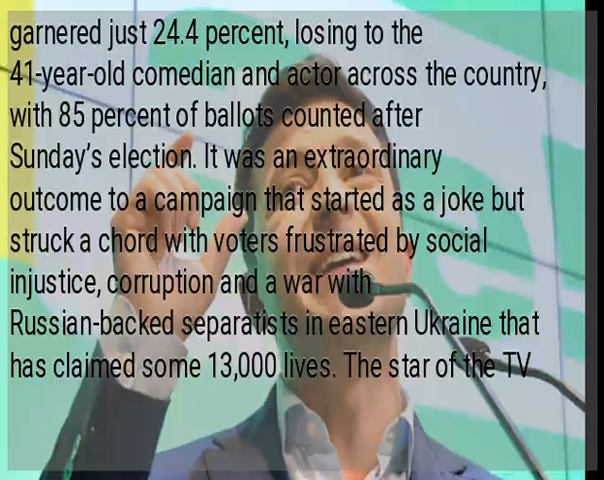 garnered just 24.4 percent, losing to the
41-year-old comedian and actor across the country,
with 85 percent of ballots counted after
Sunday’s election. It was an extraordinary
outcome to a campaign that started as a joke but
struck a chord with voters frustrated by social
injustice, corruption and a war with
Russian-backed separatists in eastern Ukraine that
has claimed some 13,000 lives. The star of the TV